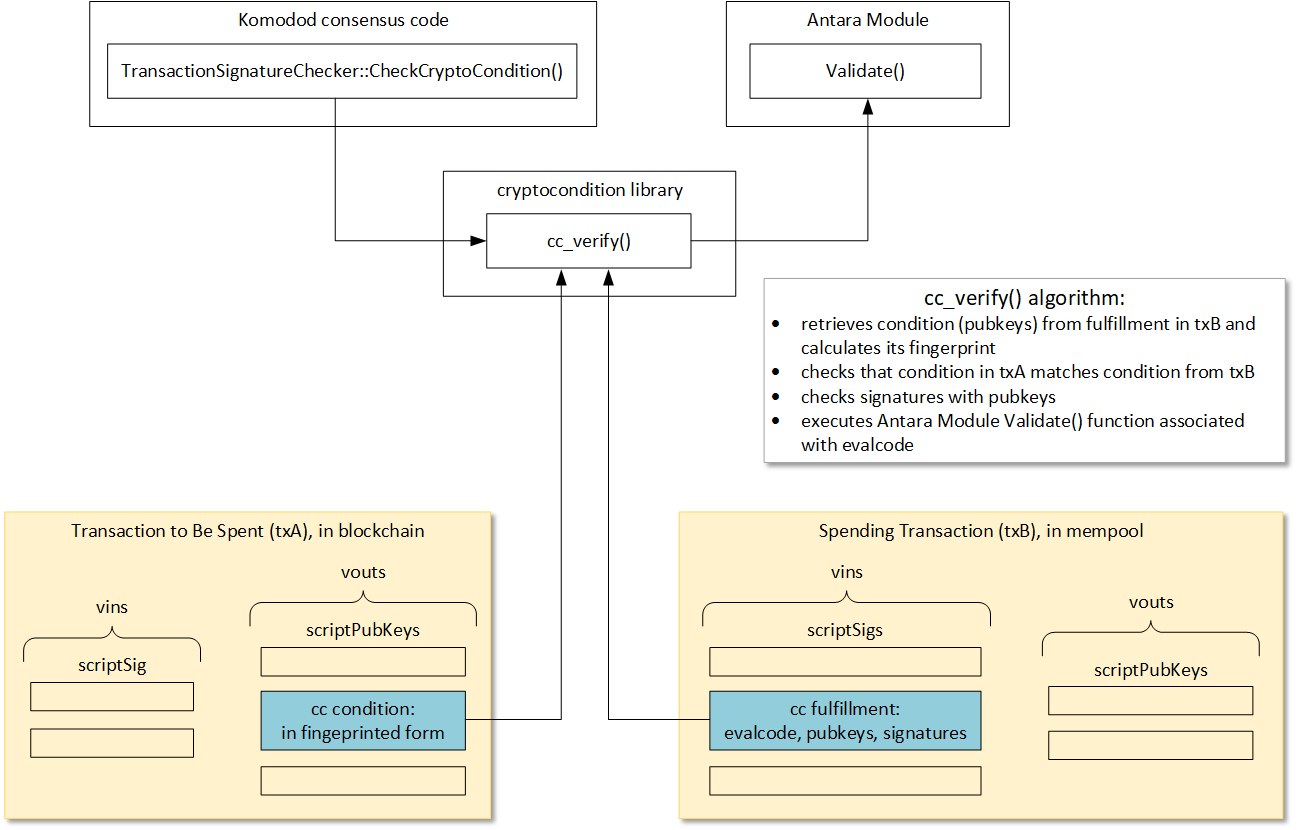 Komodod consensus code
TransactionSignatureChecker::CheckCryptoCondition()
Antara Module
Validate()
cryptocondition library
cc_verify()
cc_verify() algorithm:
• retrieves condition (pubkeys) from fulfillment in txB and
calculates its fingerprint
• checks that condition in txA matches condition from txB
• checks signatures with pubkeys
• executes Antara Module Validate() function associated
with evalcode
Transaction to Be Spent (txA), in blockchain
vins
scriptSig
vouts
scriptPubKeys
cc condition:
in fingeprinted form
Spending Transaction (txB), in mempool
vins
scriptSigs
cc fulfillment:
evalcode, pubkeys, signatures
vouts
scriptPubKeys